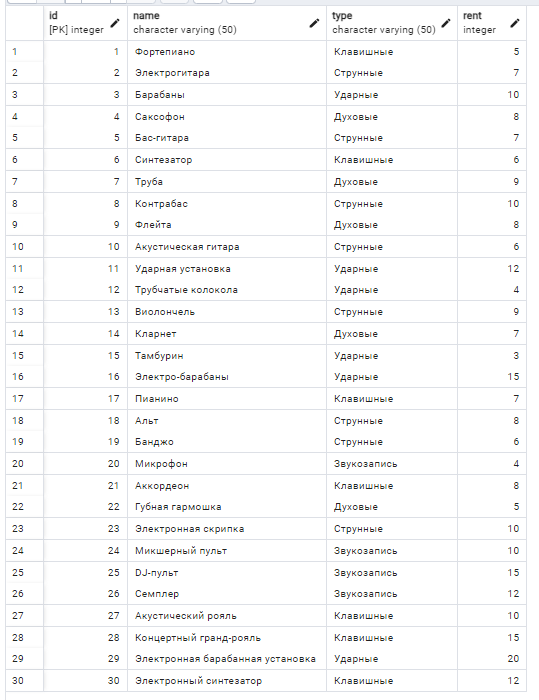 id name type rent
[PK] integer character varying (50) character varying (50) integer
1 1 Фортепиано Клавишные 5
2 2 Электрогитара Струнные 7
3 3 Барабаны Ударные 10
4 4 Саксофон Духовые 8
5 5 Бас-гитара Струнные 7
6 6 Синтезатор Клавишные 6
7 7 Труба Духовые 9
8 8 Контрабас Струнные 10
9 9 Флейта Духовые 8
10 10 Акустическая гитара Струнные 6
11 11 Ударная установка Ударные 12
12 12 Трубчатые колокола Ударные 4
13 13 Виолончель Струнные 9
14 14 Кларнет Духовые 7
15 15 Тамбурин Ударные 3
16 16 Электро-барабаны Ударные 15
17 17 Пианино Клавишные 7
18 18 Альт Струнные 8
19 19 Банджо Струнные 6
20 20 Микрофон Звукозапись 4
21 21 Аккордеон Клавишные 8
22 22 Губная гармошка Духовые 5
23 23 Электронная скрипка Струнные 10
24 24 Микшерный пульт Звукозапись 10
25 25 DJ-пульт Звукозапись 15
26 26 Семплер Звукозапись 12
27 27 Акустический рояль Клавишные 10
28 28 Концертный гранд-рояль Клавишные 15
29 29 Электронная барабанная установка Ударные 20
30 30 Электронный синтезатор Клавишные 12